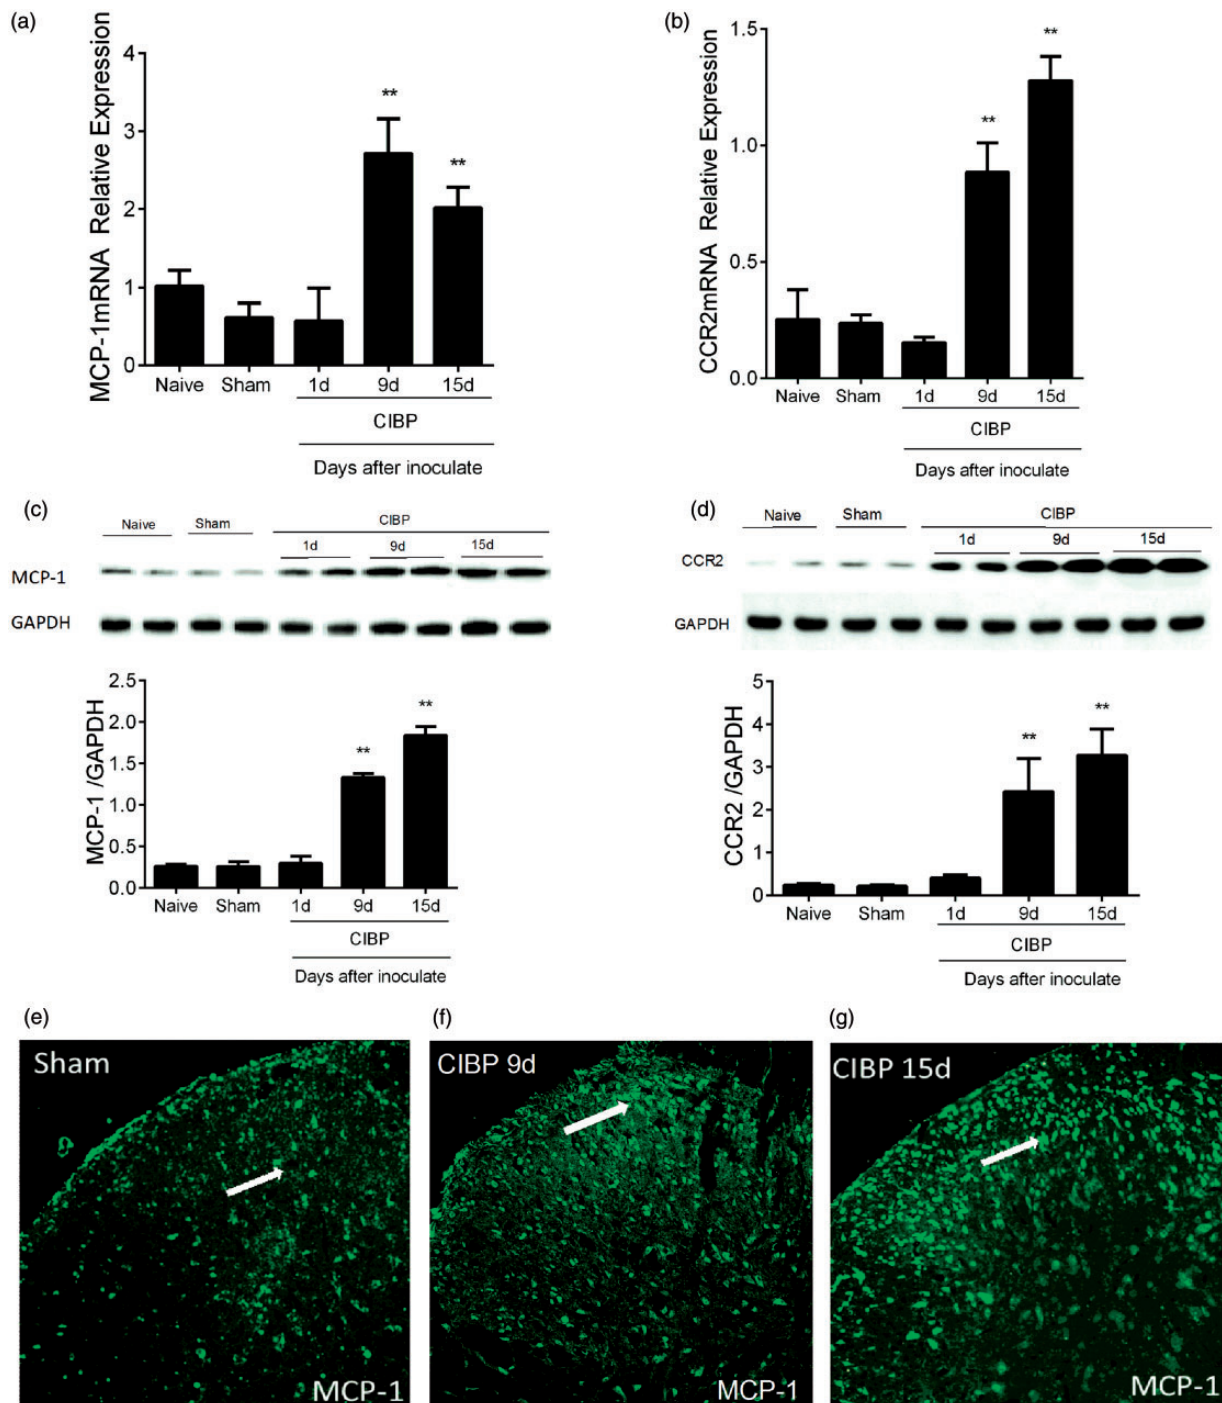 (a)
MCP-1mRNA Relative Expression
4
3
2
1
0
** **
Naive Sham 1d 9d 15d
CIBP
Days after inoculate
(b)
CCR2mRNA Relative Expression
1.5
1.0
0.5
0.0
** **
Naive Sham 1d 9d 15d
CIBP
Days after inoculate
(c)
Naive Sham CIBP
1d 9d 15d
MCP-1
GAPDH
MCP-1 /GAPDH
2.5
2.0
1.5
1.0
0.5
0.0
** **
Naive Sham 1d 9d 15d
CIBP
Days after inoculate
(d)
Naive Sham CIBP
1d 9d 15d
CCR2
GAPDH
CCR2 /GAPDH
5
4
3
2
1
0
** **
Naive Sham 1d 9d 15d
CIBP
Days after inoculate
(e)
Sham
MCP-1
(f)
CIBP 9d
MCP-1
(g)
CIBP 15d
MCP-1